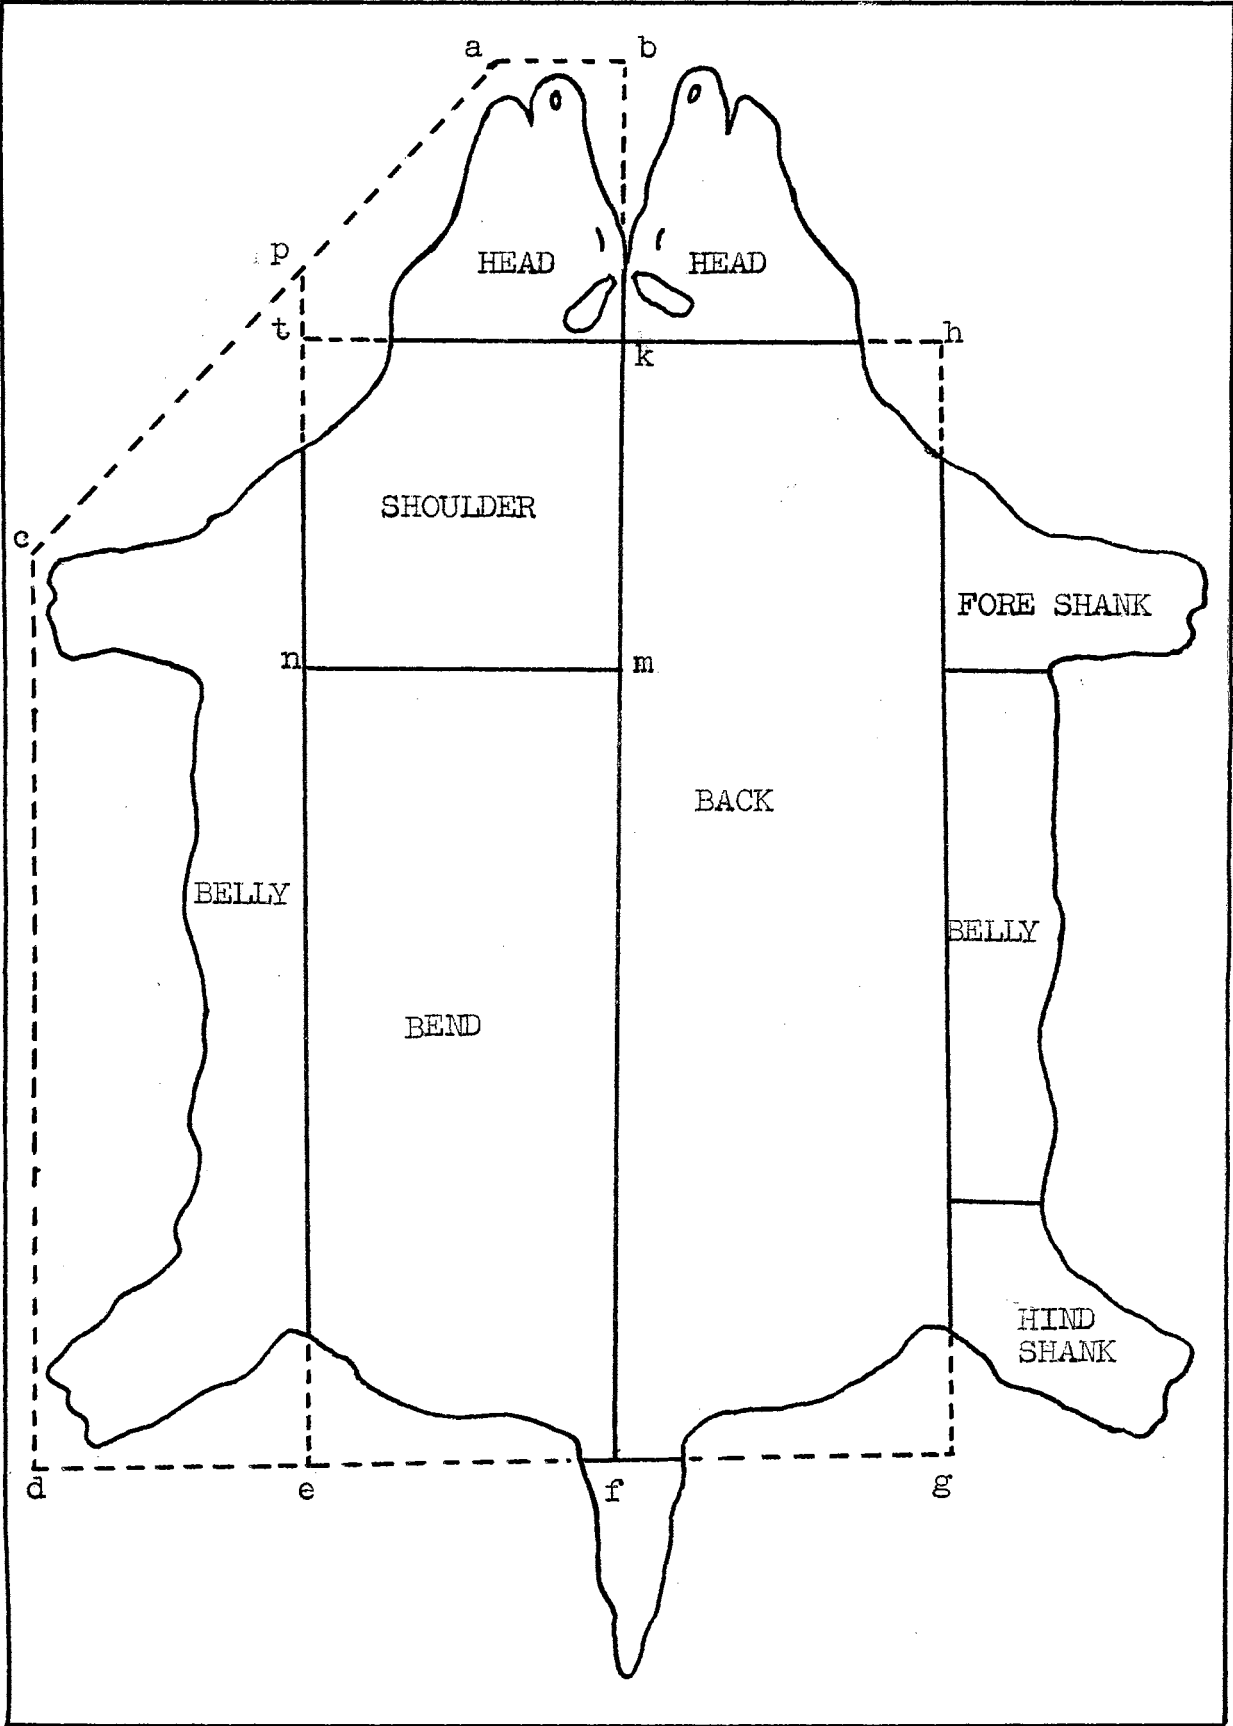 a b
p
HEAD HEAD
t h
k
SHOULDER
c
FORE SHANK
n m
BACK
BELLY
BELLY
BEND
HIND
SHANK
d e f g